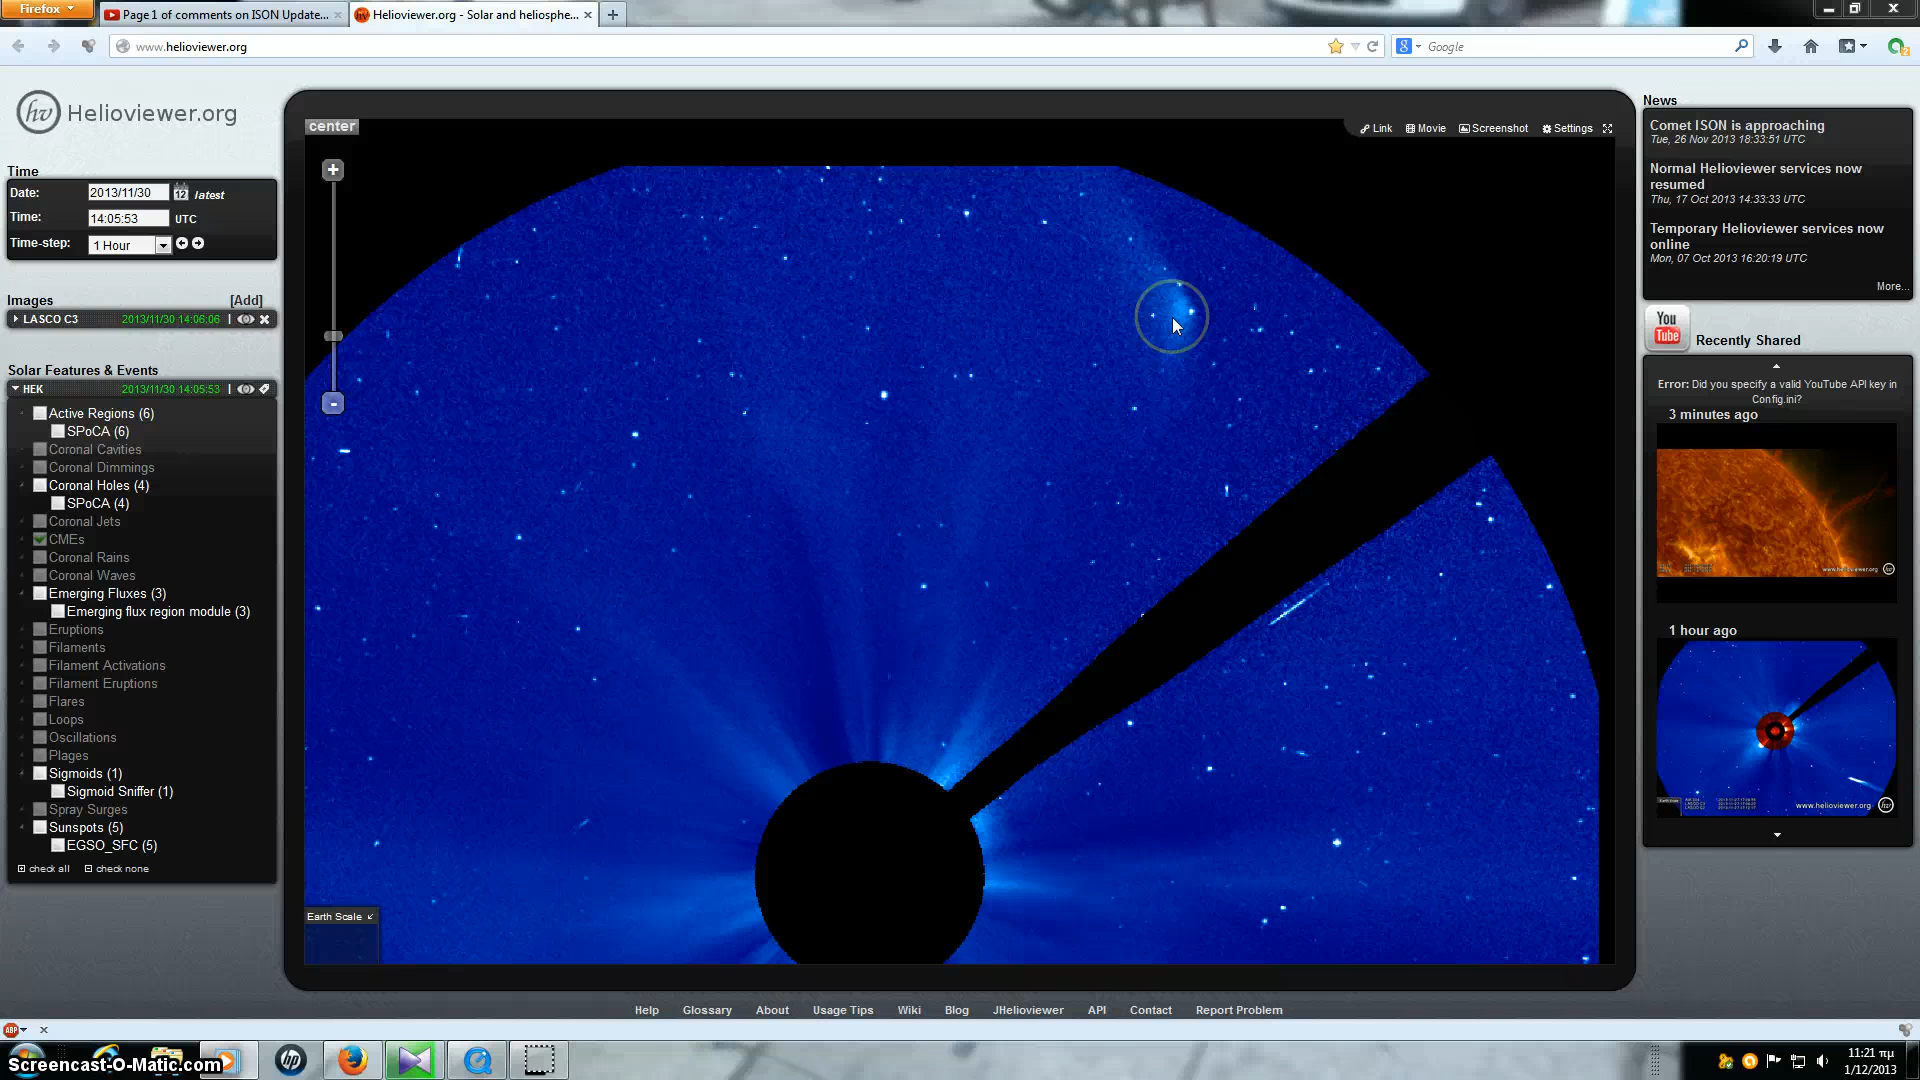 Firefox
Page 1 of comments on ISON Update...
Helioviewer.org - Solar and heliosphe...
www.helioviewer.org
Google
hv Helioviewer.org
Time
Date: 2013/11/30 12 latest
Time: 14:05:53 UTC
Time-step: 1 Hour
Images [Add]
LASCO C3 2013/11/30 14:06:06
Solar Features & Events
HEK 2013/11/30 14:05:53
Active Regions (6)
SPoCA (6)
Coronal Cavities
Coronal Dimmings
Coronal Holes (4)
SPoCA (4)
Coronal Jets
CMEs
Coronal Rains
Coronal Waves
Emerging Fluxes (3)
Emerging flux region module (3)
Eruptions
Filaments
Filament Activations
Filament Eruptions
Flares
Loops
Oscillations
Plages
Sigmoids (1)
Sigmoid Sniffer (1)
Spray Surges
Sunspots (5)
EGSO_SFC (5)
check all check none
center
Link Movie Screenshot Settings
Earth Scale
News
Comet ISON is approaching
Tue, 26 Nov 2013 18:33:51 UTC
Normal Helioviewer services now
resumed
Thu, 17 Oct 2013 14:33:33 UTC
Temporary Helioviewer services now
online
Mon, 07 Oct 2013 16:20:19 UTC
More...
You
Tube
Recently Shared
Error: Did you specify a valid YouTube API key in
Config.ini?
3 minutes ago
www.helioviewer.org
1 hour ago
www.helioviewer.org
Help Glossary About Usage Tips Wiki Blog JHelioviewer API Contact Report Problem
ABP
Screencast-O-Matic.com
hp
11:21 πμ
1/12/2013